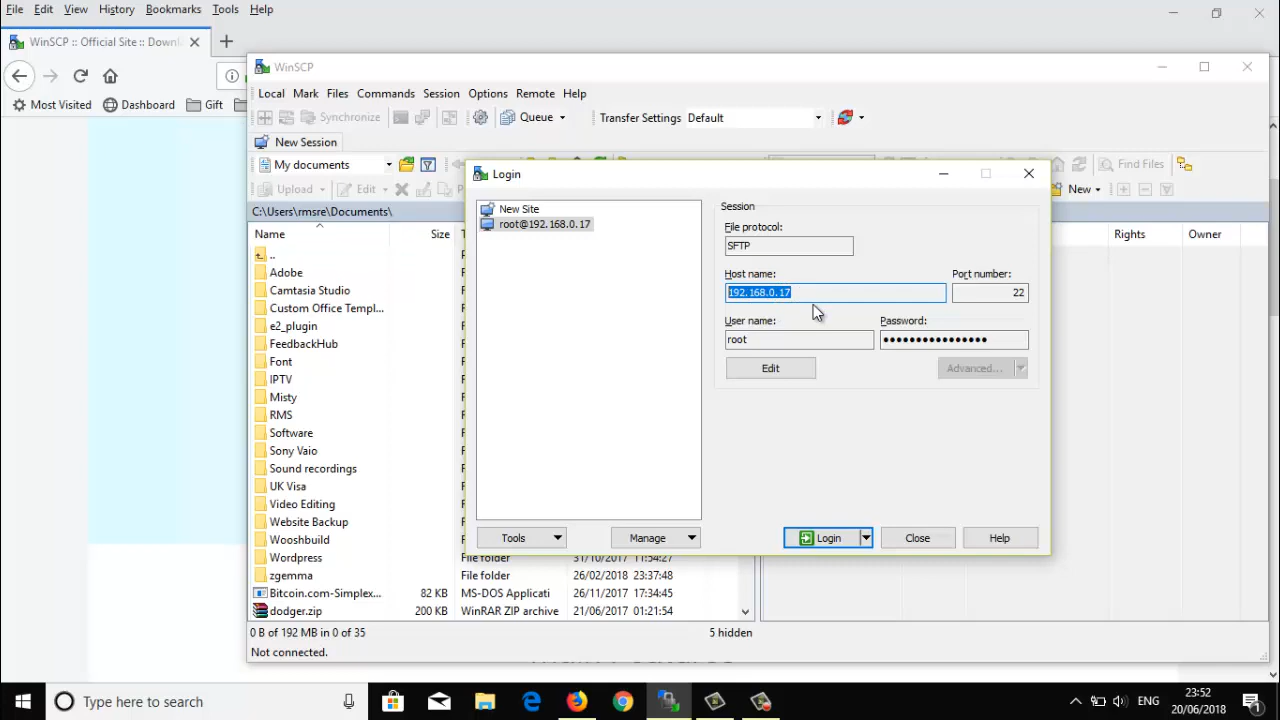 File Edit View History Bookmarks Tools Help
WinSCP :: Official Site :: Downl
WinSCP
Most Visited Dashboard Gift
Local Mark Files Commands Session Options Remote Help
Synchronize Queue Transfer Settings Default
New Session
My documents Find Files
Upload Edit New
C:\Users\rmsre\Documents\
Name Size Rights Owner
..
Adobe
Camtasia Studio
Custom Office Templ...
e2_plugin
FeedbackHub
Font
IPTV
Misty
RMS
Software
Sony Vaio
Sound recordings
UK Visa
Video Editing
Website Backup
Wooshbuild
Wordpress File folder 31/10/2017 11:54:27
zgemma File folder 26/02/2018 23:37:48
Bitcoin.com-Simplex... 82 KB MS-DOS Applicati 26/11/2017 17:34:45
dodger.zip 200 KB WinRAR ZIP archive 21/06/2017 01:21:54
0 B of 192 MB in 0 of 35 5 hidden
Not connected.
Login
New Site
root@192.168.0.17
Session
File protocol:
SFTP
Host name: Port number:
192.168.0.17 22
User name: Password:
root ●●●●●●●●●●●●●●●●
Edit Advanced...
Tools Manage Login Close Help
Type here to search
ENG
23:52
20/06/2018
1